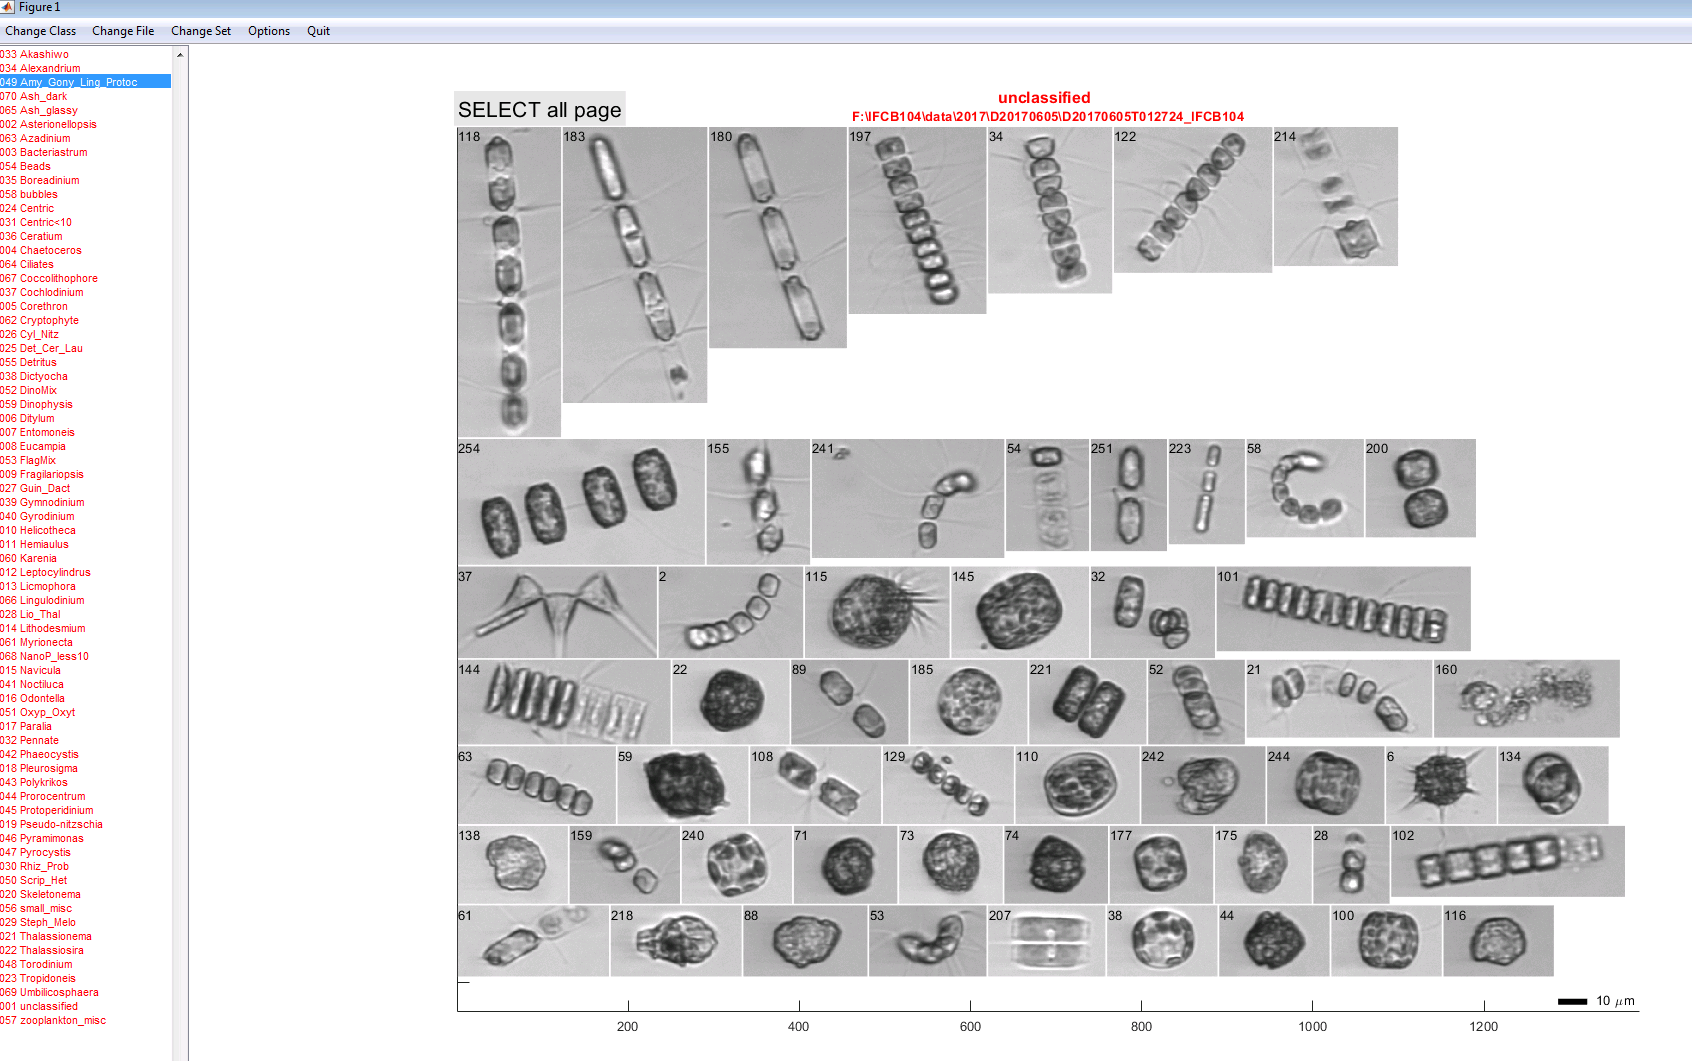 Figure 1
Change Class Change File Change Set Options Quit
033 Akashiwo
034 Alexandrium
049 Amy_Gony_Ling_Protoc
070 Ash_dark
065 Ash_glassy
002 Asterionellopsis
063 Azadinium
003 Bacteriastrum
054 Beads
035 Boreadinium
058 bubbles
024 Centric
031 Centric<10
036 Ceratium
004 Chaetoceros
064 Ciliates
067 Coccolithophore
037 Cochlodinium
005 Corethron
062 Cryptophyte
026 Cyl_Nitz
025 Det_Cer_Lau
055 Detritus
038 Dictyocha
052 DinoMix
059 Dinophysis
006 Ditylum
007 Entomoneis
008 Eucampia
053 FlagMix
009 Fragilariopsis
027 Guin_Dact
039 Gymnodinium
040 Gyrodinium
010 Helicotheca
011 Hemiaulus
060 Karenia
012 Leptocylindrus
013 Licmophora
066 Lingulodinium
028 Lio_Thal
014 Lithodesmium
061 Myrionecta
068 NanoP_less10
015 Navicula
041 Noctiluca
016 Odontella
051 Oxyp_Oxyt
017 Paralia
032 Pennate
042 Phaeocystis
018 Pleurosigma
043 Polykrikos
044 Prorocentrum
045 Protoperidinium
019 Pseudo-nitzschia
046 Pyramimonas
047 Pyrocystis
030 Rhiz_Prob
050 Scrip_Het
020 Skeletonema
056 small_misc
029 Steph_Melo
021 Thalassionema
022 Thalassiosira
048 Torodinium
023 Tropidoneis
069 Umbilicosphaera
001 unclassified
057 zooplankton_misc
SELECT all page
unclassified
F:\IFCB104\data\2017\D20170605\D20170605T012724_IFCB104
118 183 180 197 34 122 214
254 155 241 54 251 223 58 200
37 2 115 145 32 101
144 22 89 185 221 52 21 160
63 59 108 129 110 242 244 6 134
138 159 240 71 73 74 177 175 28 102
61 218 88 53 207 38 44 100 116
10 μm
200 400 600 800 1000 1200